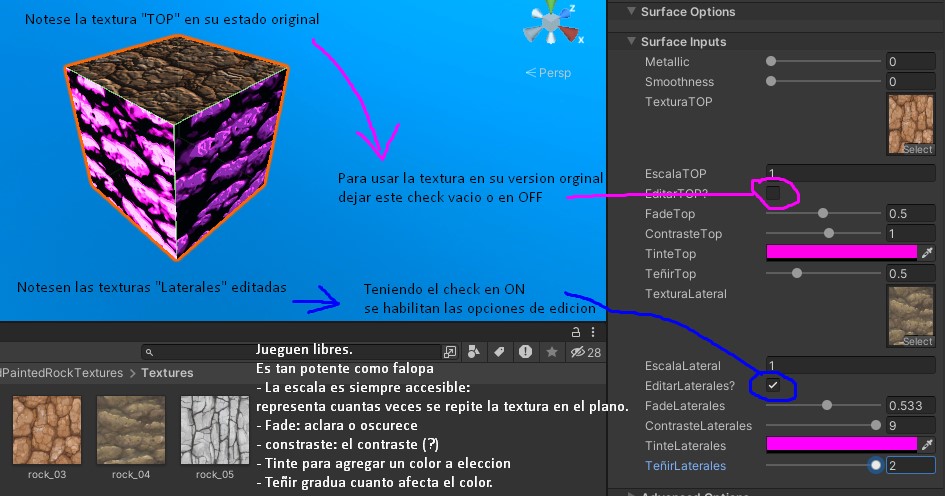 Notese la textura "TOP" en su estado original
z
x
Persp
Para usar la textura en su version orginal
dejar este check vacio o en OFF
Notesen las texturas "Laterales" editadas
Teniendo el check en ON
se habilitan las opciones de edicion
Surface Options
Surface Inputs
Metallic 0
Smoothness 0
TexturaTOP
Select
EscalaTOP 1
EditarTOP?
FadeTop 0.5
ContrasteTop 1
TinteTop
TeñirTop 0.5
TexturaLateral
Select
EscalaLateral 1
EditarLaterales?
FadeLaterales 0.533
ContrasteLaterales 9
TinteLaterales
TeñirLaterales 2
Advanced Options
28
dPaintedRockTextures > Textures
rock_03
rock_04
rock_05
Jueguen libres.
Es tan potente como falopa
- La escala es siempre accesible:
representa cuantas veces se repite la textura en el plano.
- Fade: aclara o oscurece
- constraste: el contraste (?)
- Tinte para agregar un color a eleccion
- Teñir gradua cuanto afecta el color.